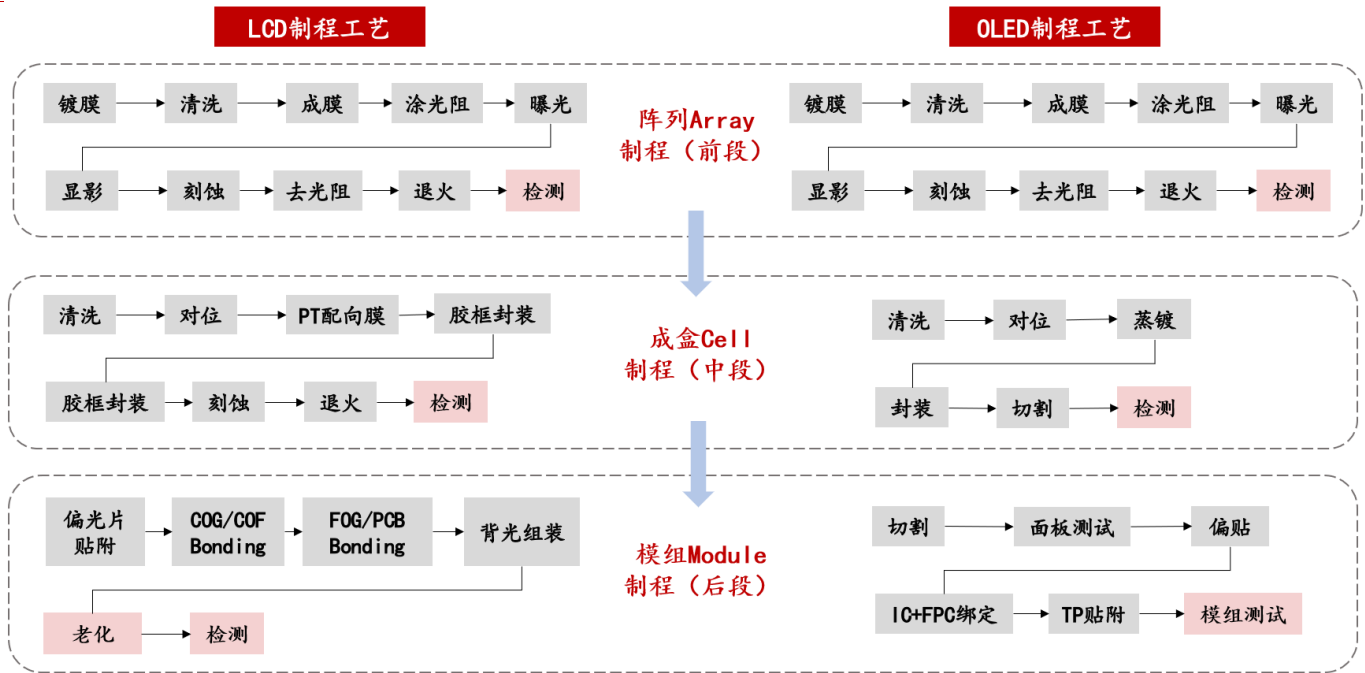 LCD制程工艺
OLED制程工艺
镀膜
清洗
成膜
涂光阻
曝光
显影
刻蚀
去光阻
退火
检测
阵列Array
制程（前段）
镀膜
清洗
成膜
涂光阻
曝光
显影
刻蚀
去光阻
退火
检测
清洗
对位
PT配向膜
胶框封装
胶框封装
刻蚀
退火
检测
成盒Cell
制程（中段）
清洗
对位
蒸镀
封装
切割
检测
偏光片
贴附
COG/COF
Bonding
FOG/PCB
Bonding
背光组装
老化
检测
模组Module
制程（后段）
切割
面板测试
偏贴
IC+FPC绑定
TP贴附
模组测试